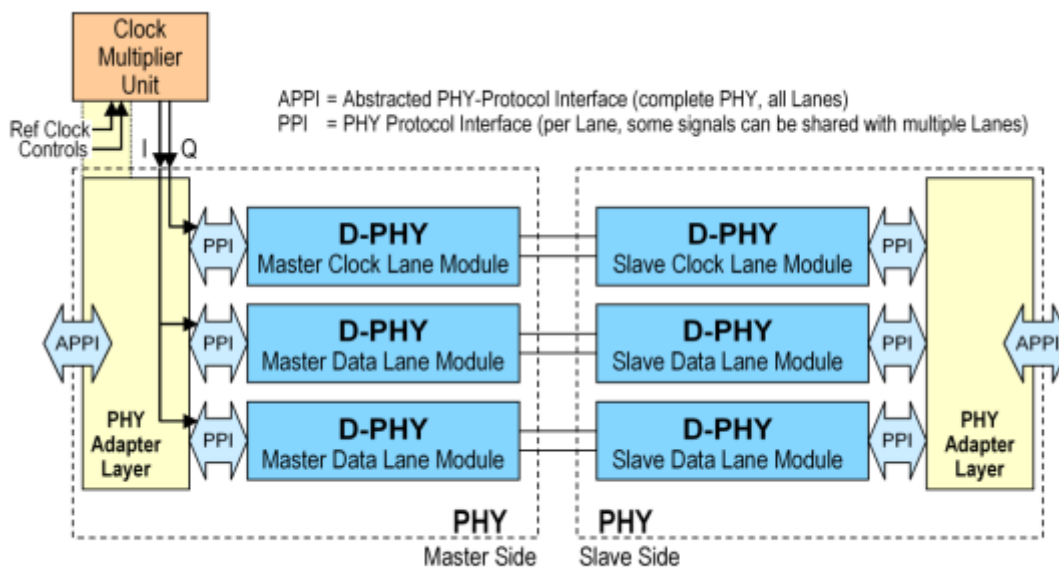 Clock
Multiplier
Unit
APPI = Abstracted PHY-Protocol Interface (complete PHY, all Lanes)
PPI = PHY Protocol Interface (per Lane, some signals can be shared with multiple Lanes)
Ref Clock
Controls
I
Q
PPI
D-PHY
Master Clock Lane Module
D-PHY
Slave Clock Lane Module
PPI
APPI
PPI
D-PHY
Master Data Lane Module
D-PHY
Slave Data Lane Module
PPI
APPI
PHY
Adapter
Layer
PPI
D-PHY
Master Data Lane Module
D-PHY
Slave Data Lane Module
PPI
PHY
Adapter
Layer
PHY
Master Side
PHY
Slave Side